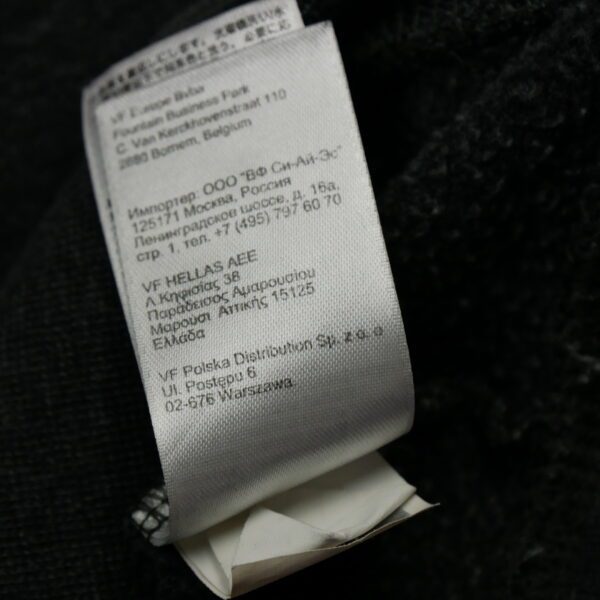 VF Europe Bvba
Fountain Business Park
C. Van Kerckhovenstraat 110
2880 Bornem, Belgium
Импортер: ООО "ВФ Си-Ай-Эс"
125171 Москва, Россия
Ленинградское шоссе, д. 16а,
стр. 1, тел. +7 (495) 797 60 70
VF HELLAS AEE
Λ.Κηφισίας 38
Παράδεισος Αμαρουσίου
Μαρούσι Αττικής 15125
Ελλάδα
VF Polska Distribution Sp. z o. o
Ul. Postępu 6
02-676 Warszawa